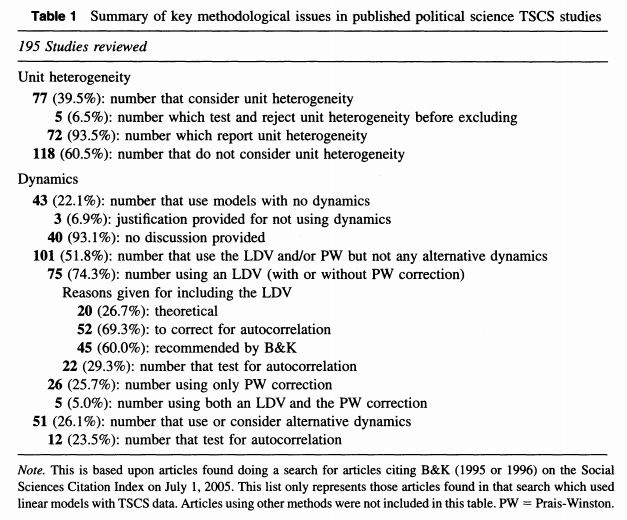 Table 1 Summary of key methodological issues in published political science TSCS studies
195 Studies reviewed
Unit heterogeneity
77 (39.5%): number that consider unit heterogeneity
5 (6.5%): number which test and reject unit heterogeneity before excluding
72 (93.5%): number which report unit heterogeneity
118 (60.5%): number that do not consider unit heterogeneity
Dynamics
43 (22.1%): number that use models with no dynamics
3 (6.9%): justification provided for not using dynamics
40 (93.1%): no discussion provided
101 (51.8%): number that use the LDV and/or PW but not any alternative dynamics
75 (74.3%): number using an LDV (with or without PW correction)
Reasons given for including the LDV
20 (26.7%): theoretical
52 (69.3%): to correct for autocorrelation
45 (60.0%): recommended by B&K
22 (29.3%): number that test for autocorrelation
26 (25.7%): number using only PW correction
5 (5.0%): number using both an LDV and the PW correction
51 (26.1%): number that use or consider alternative dynamics
12 (23.5%): number that test for autocorrelation
Note. This is based upon articles found doing a search for articles citing B&K (1995 or 1996) on the Social
Sciences Citation Index on July 1, 2005. This list only represents those articles found in that search which used
linear models with TSCS data. Articles using other methods were not included in this table. PW = Prais-Winston.